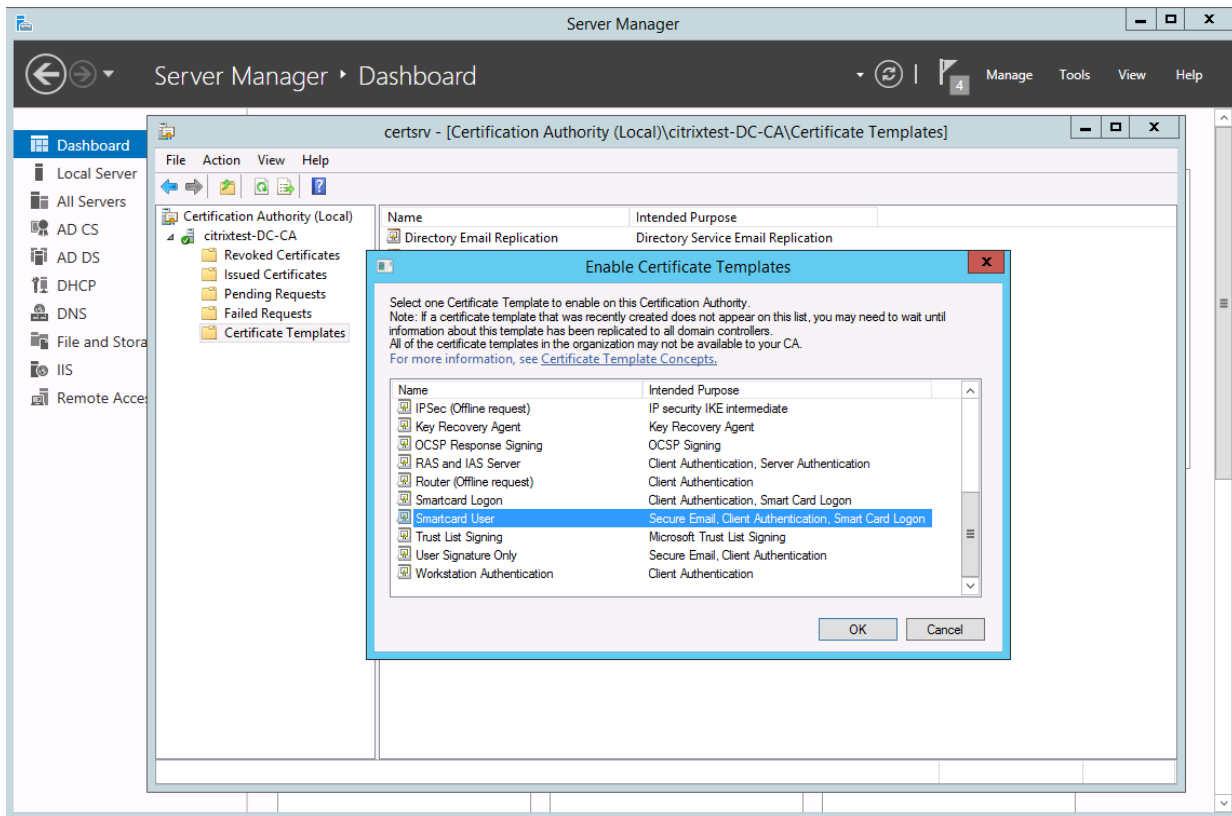 Server Manager
Server Manager ‣ Dashboard
4
Manage
Tools
View
Help
Dashboard
Local Server
All Servers
AD CS
AD DS
DHCP
DNS
File and Stora
IIS
Remote Acce
certsrv - [Certification Authority (Local)\citrixtest-DC-CA\Certificate Templates]
File Action View Help
Certification Authority (Local)
citrixtest-DC-CA
Revoked Certificates
Issued Certificates
Pending Requests
Failed Requests
Certificate Templates
Name Intended Purpose
Directory Email Replication Directory Service Email Replication
Enable Certificate Templates
Select one Certificate Template to enable on this Certification Authority.
Note: If a certificate template that was recently created does not appear on this list, you may need to wait until
information about this template has been replicated to all domain controllers.
All of the certificate templates in the organization may not be available to your CA.
For more information, see Certificate Template Concepts.
Name Intended Purpose
IPSec (Offline request) IP security IKE intermediate
Key Recovery Agent Key Recovery Agent
OCSP Response Signing OCSP Signing
RAS and IAS Server Client Authentication, Server Authentication
Router (Offline request) Client Authentication
Smartcard Logon Client Authentication, Smart Card Logon
Smartcard User Secure Email, Client Authentication, Smart Card Logon
Trust List Signing Microsoft Trust List Signing
User Signature Only Secure Email, Client Authentication
Workstation Authentication Client Authentication
OK
Cancel